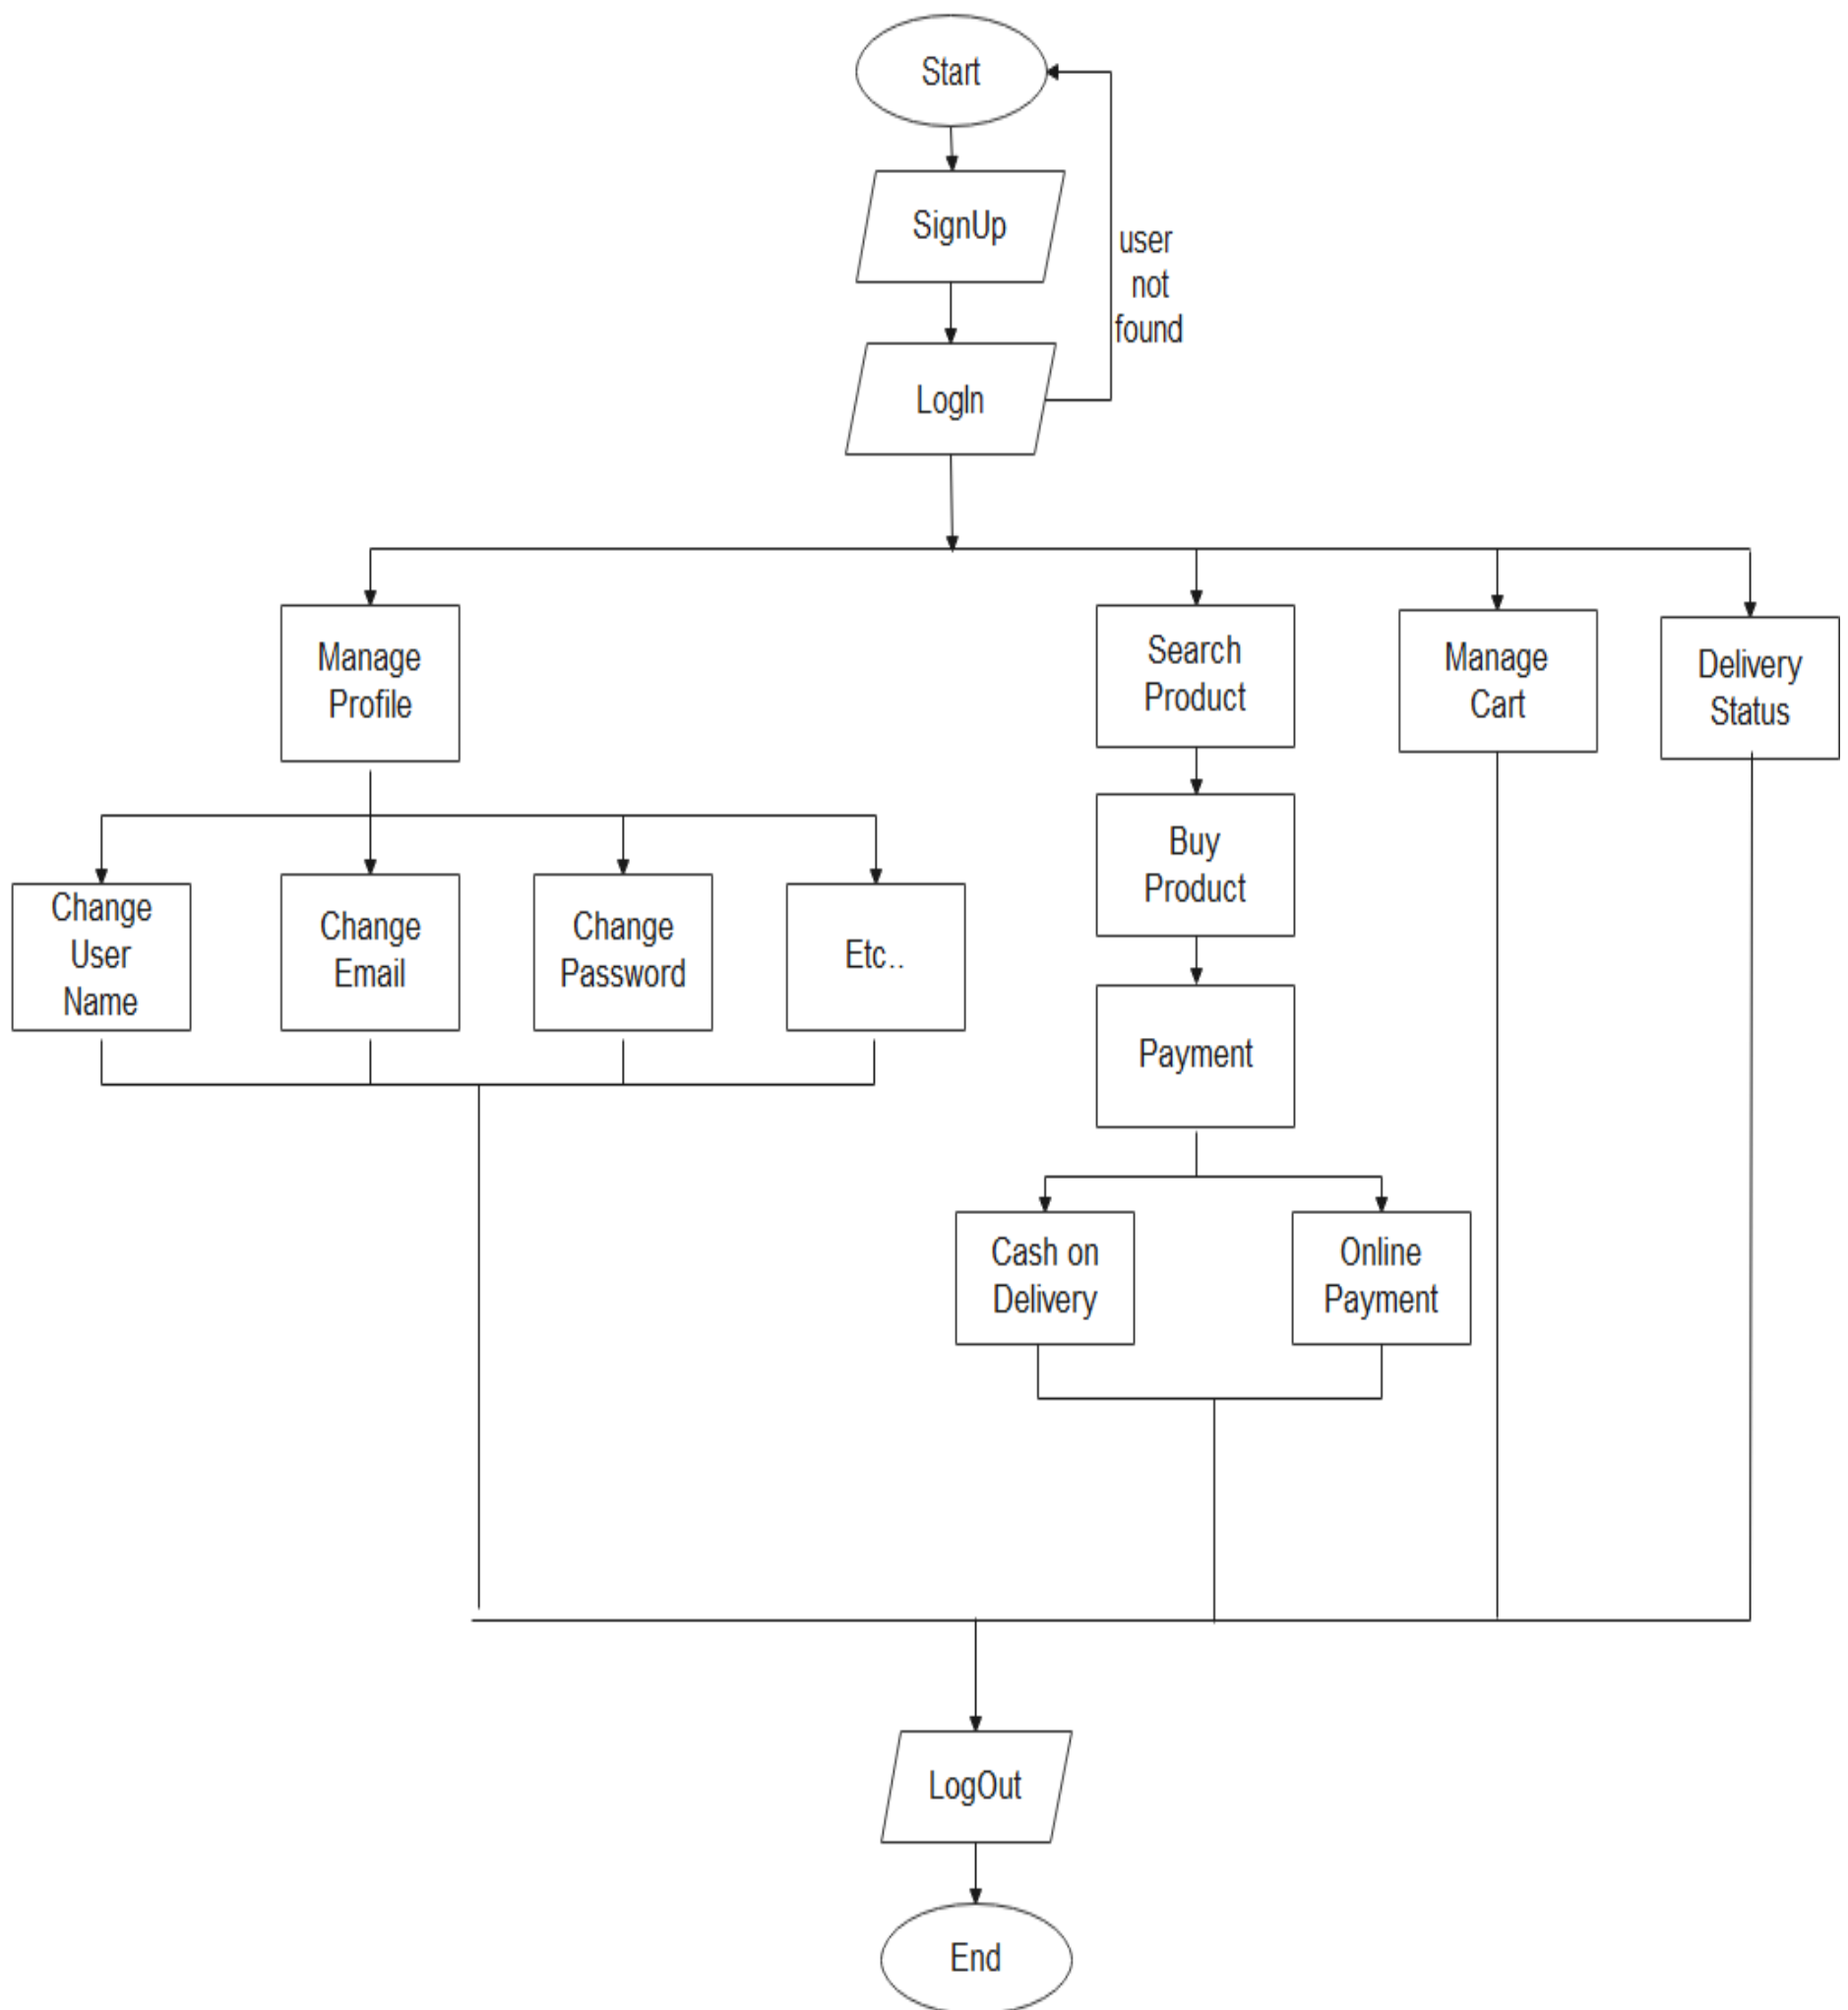 Start
SignUp
user
not
found
LogIn
Manage
Profile
Search
Product
Manage
Cart
Delivery
Status
Buy
Product
Change
User
Name
Change
Email
Change
Password
Etc..
Payment
Cash on
Delivery
Online
Payment
LogOut
End